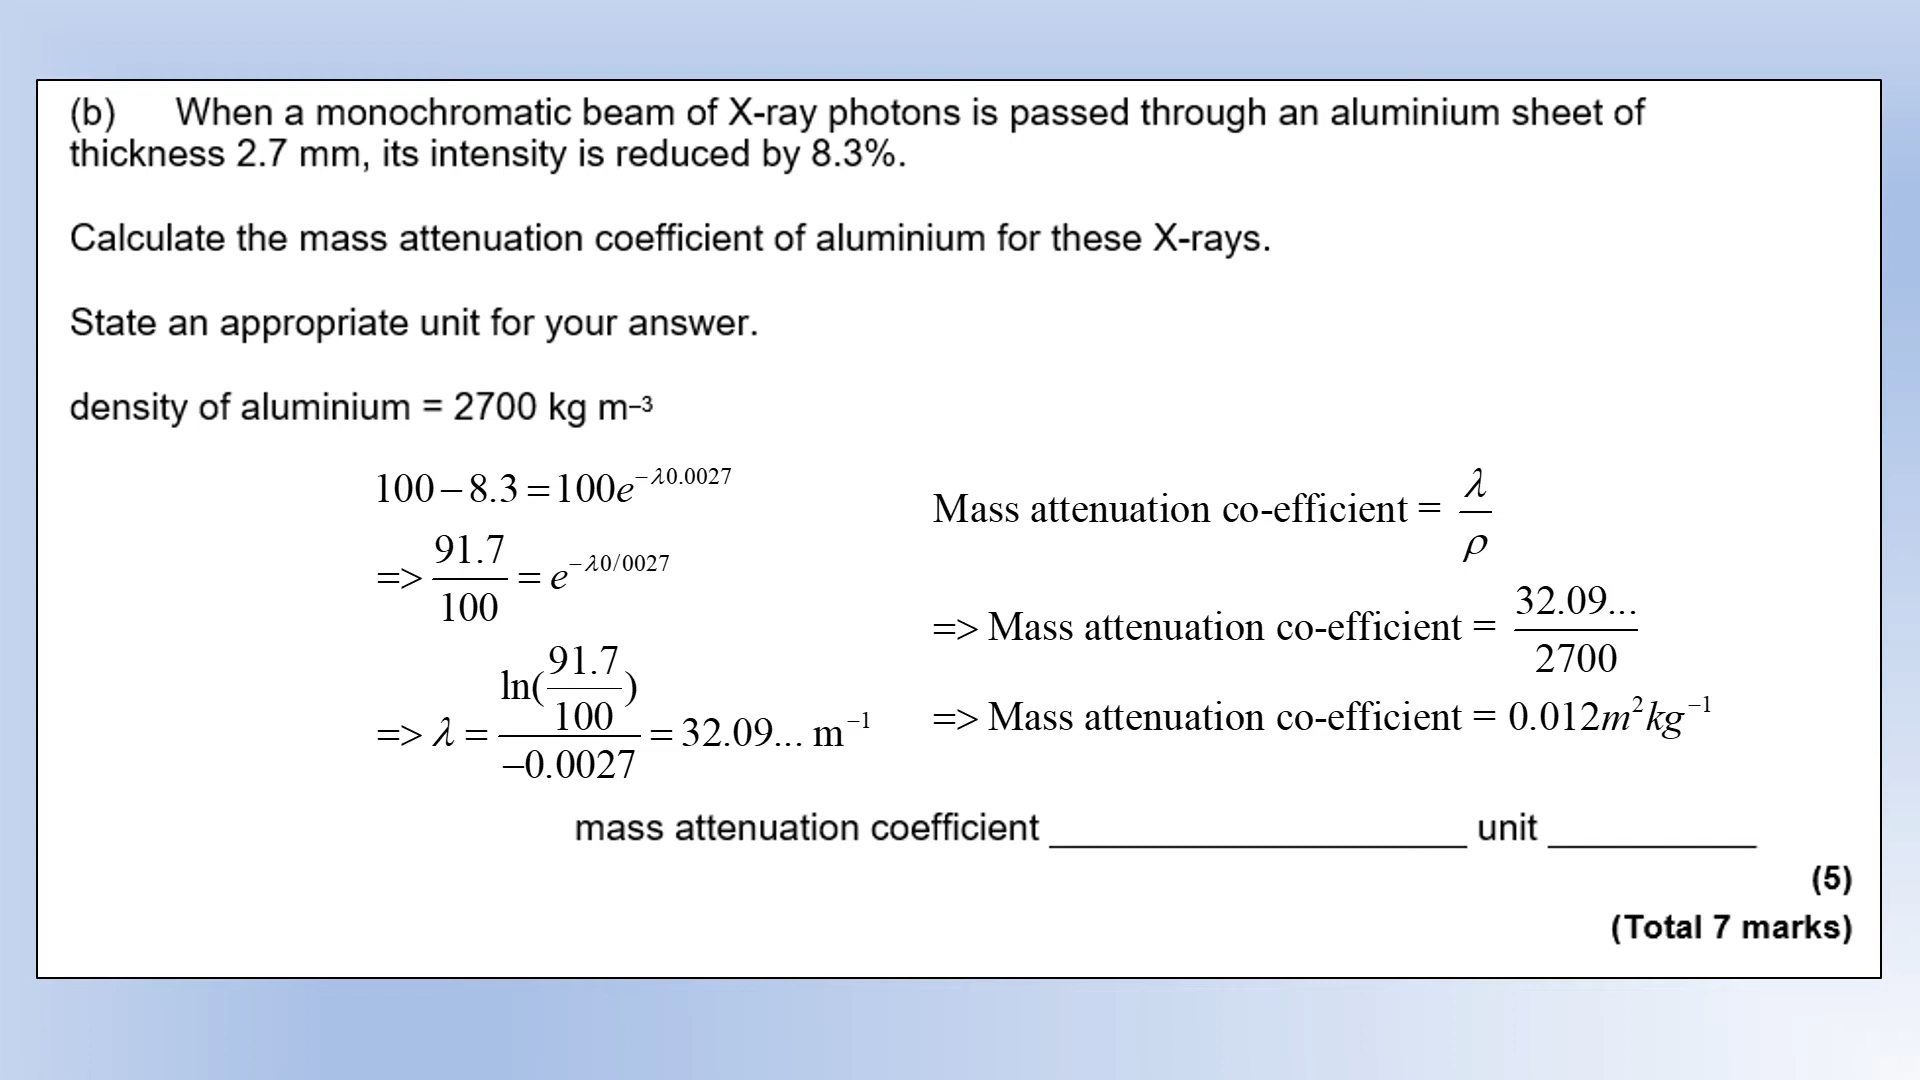 (b) When a monochromatic beam of X-ray photons is passed through an aluminium sheet of
thickness 2.7 mm, its intensity is reduced by 8.3%.
Calculate the mass attenuation coefficient of aluminium for these X-rays.
State an appropriate unit for your answer.
density of aluminium = 2700 kg m⁻³
100 − 8.3 = 100e^{−λ0.0027}
=> 91.7/100 = e^{−λ0/0027}
=> λ = ln(91.7/100)/−0.0027 = 32.09... m⁻¹
Mass attenuation co-efficient = λ/ρ
=> Mass attenuation co-efficient = 32.09.../2700
=> Mass attenuation co-efficient = 0.012m²kg⁻¹
mass attenuation coefficient ____________________ unit __________
(5)
(Total 7 marks)